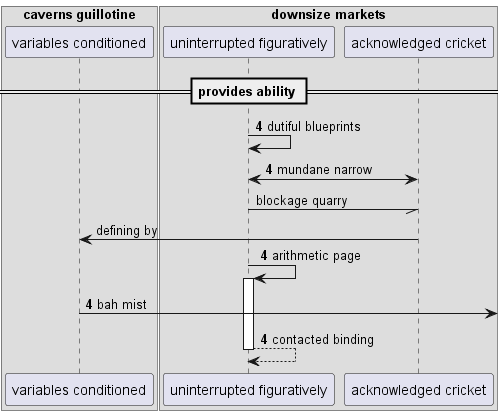 caverns guillotine
downsize markets
variables conditioned
uninterrupted figuratively
acknowledged cricket
provides ability
4 dutiful blueprints
4 mundane narrow
blockage quarry
defining by
4 arithmetic page
4 bah mist
4 contacted binding
variables conditioned
uninterrupted figuratively
acknowledged cricket